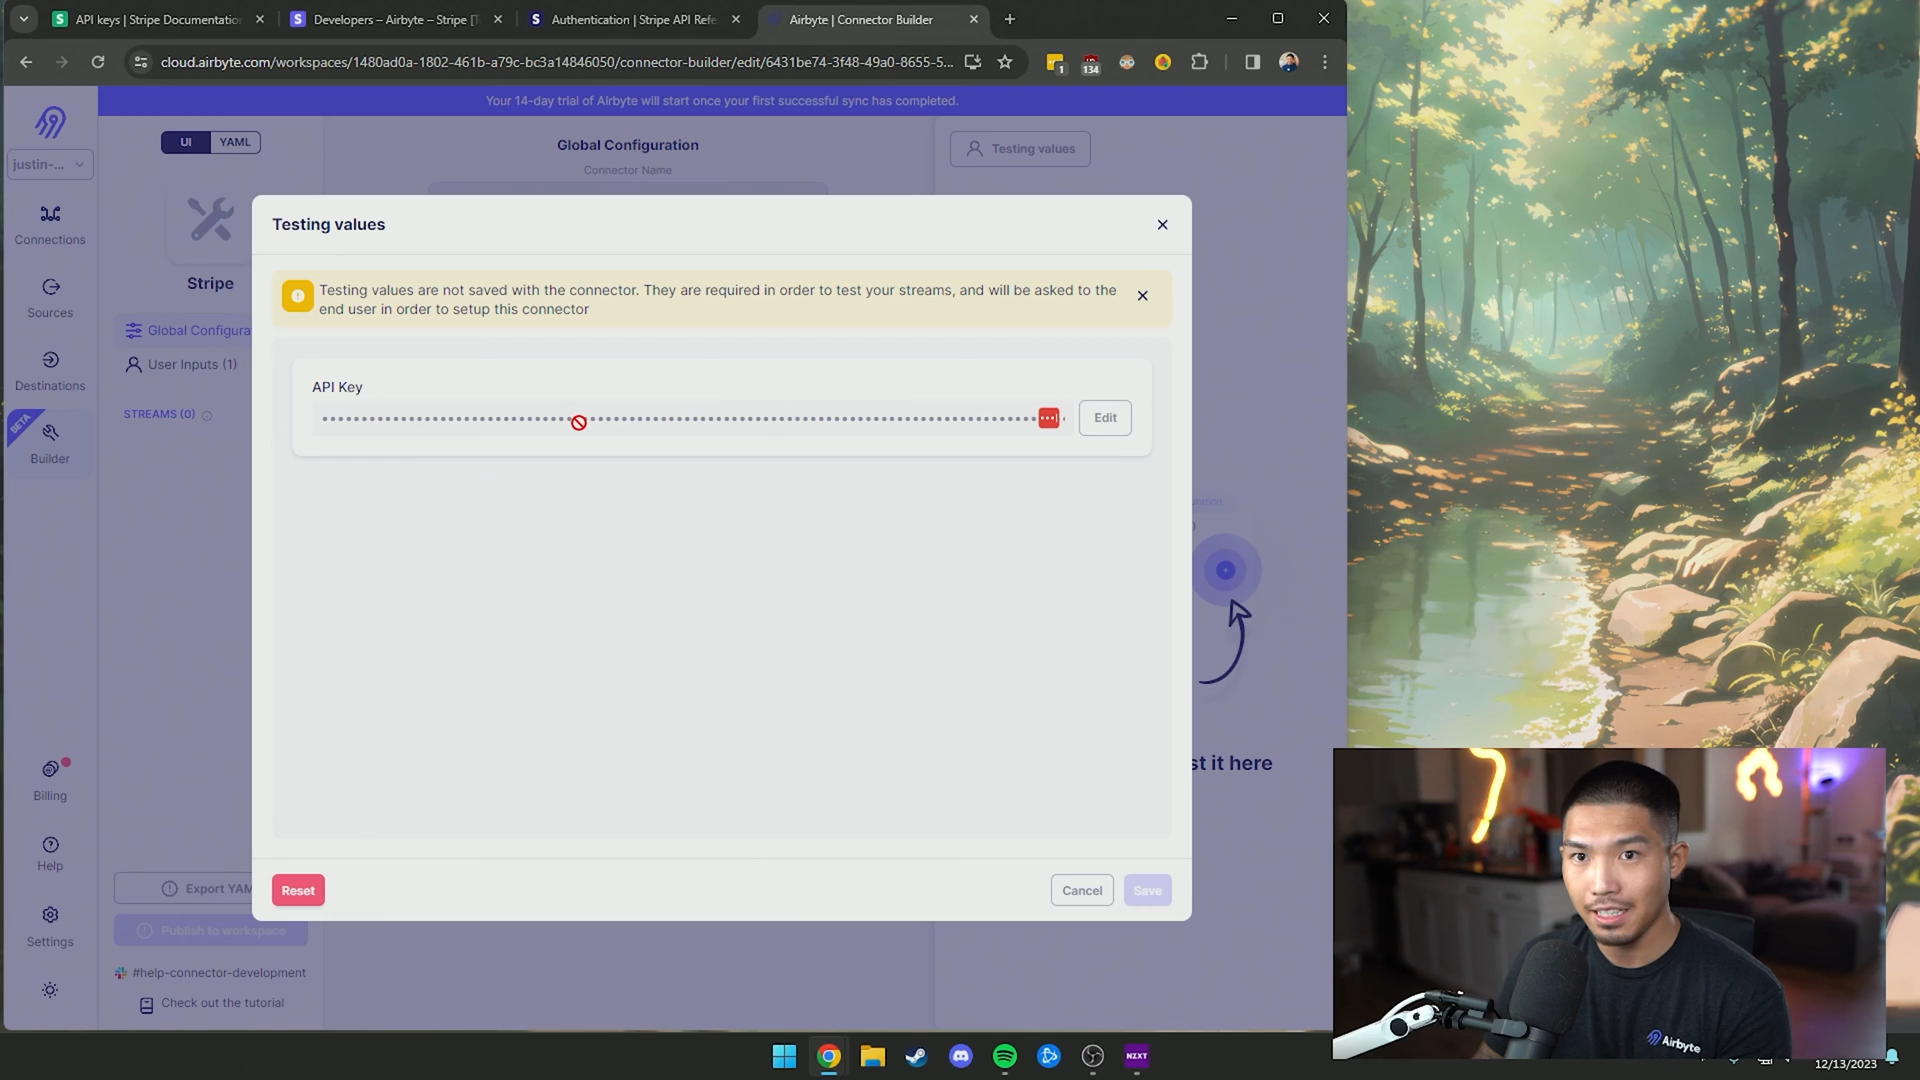 API keys | Stripe Documentatio
Developers – Airbyte – Stripe [T
Authentication | Stripe API Refe
Airbyte | Connector Builder
cloud.airbyte.com/workspaces/1480ad0a-1802-461b-a79c-bc3a14846050/connector-builder/edit/6431be74-3f48-49a0-8655-5...
1
134
Your 14-day trial of Airbyte will start once your first successful sync has completed.
justin-...
Connections
Sources
Destinations
BETA
Builder
Billing
Help
Settings
UI YAML
Stripe
Global Configura
User Inputs (1)
STREAMS (0)
Export YAM
Publish to workspace
#help-connector-development
Check out the tutorial
Global Configuration
Connector Name
Testing values
Testing values
Testing values are not saved with the connector. They are required in order to test your streams, and will be asked to the
end user in order to setup this connector
API Key
Edit
Reset
Cancel
Save
st it here
Airbyte
NZXT
12/13/2023